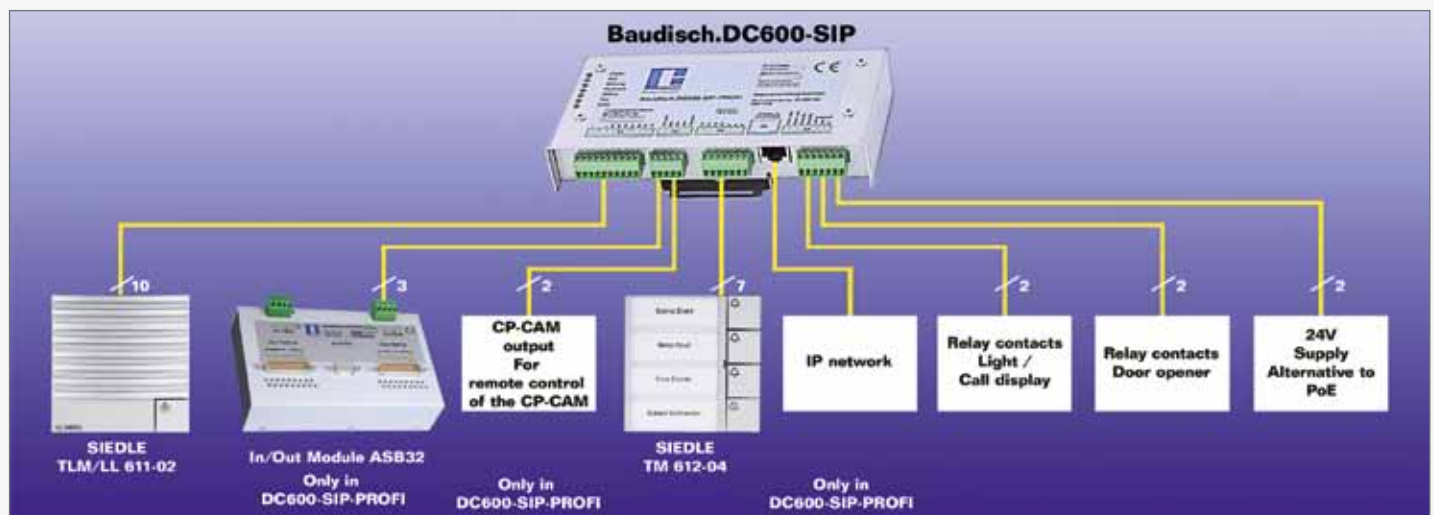 Baudisch.DC600-SIP
CE
10
3
2
7
2
2
2
CP-CAM
output
For
remote control
of the CP-CAM
IP network
Relay contacts
Light /
Call display
Relay contacts
Door opener
24V
Supply
Alternative to
PoE
SIEDLE
TLM/LL 611-02
In/Out Module ASB32
Only in
DC600-SIP-PROFI
Only in
DC600-SIP-PROFI
SIEDLE
TM 612-04
Only in
DC600-SIP-PROFI